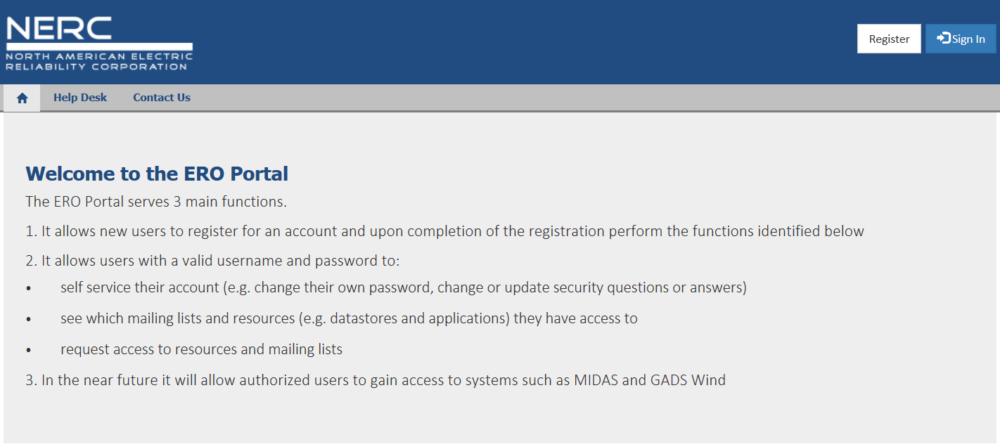 NERC
NORTH AMERICAN ELECTRIC
RELIABILITY CORPORATION
Register
Sign In
Help Desk
Contact Us
Welcome to the ERO Portal
The ERO Portal serves 3 main functions.
1. It allows new users to register for an account and upon completion of the registration perform the functions identified below
2. It allows users with a valid username and password to:
• self service their account (e.g. change their own password, change or update security questions or answers)
• see which mailing lists and resources (e.g. datastores and applications) they have access to
• request access to resources and mailing lists
3. In the near future it will allow authorized users to gain access to systems such as MIDAS and GADS Wind